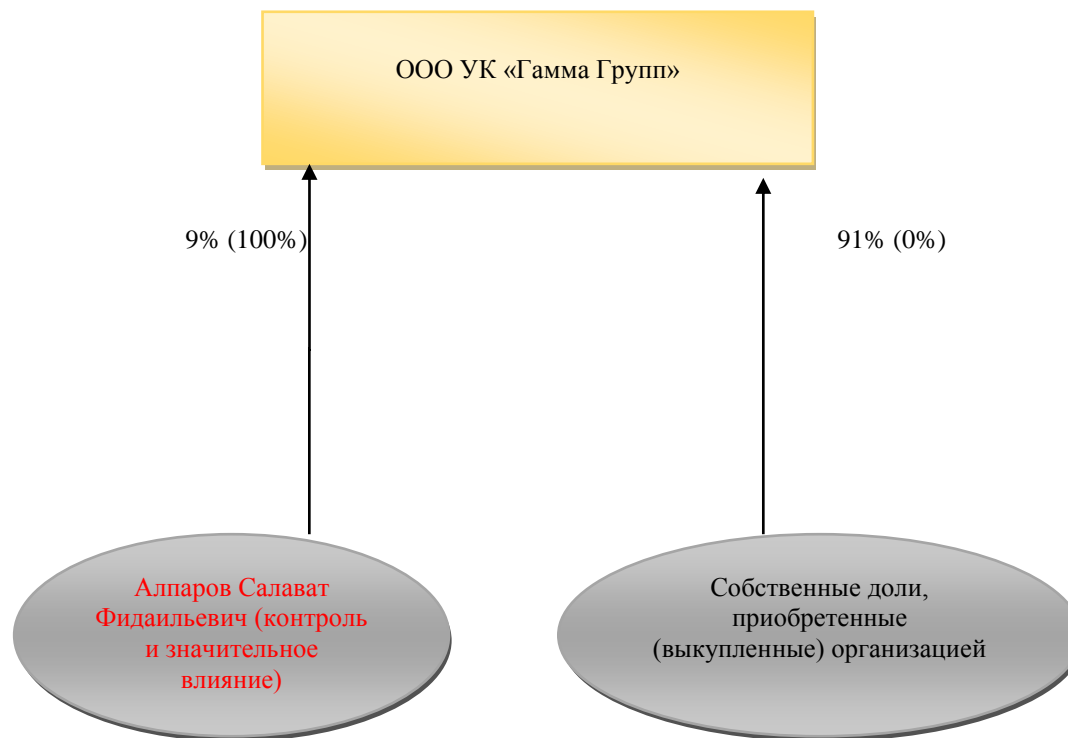 ООО УК «Гамма Групп»
9% (100%)
91% (0%)
Алпаров Салават
Фидаильевич (контроль
и значительное
влияние)
Собственные доли,
приобретенные
(выкупленные) организацией